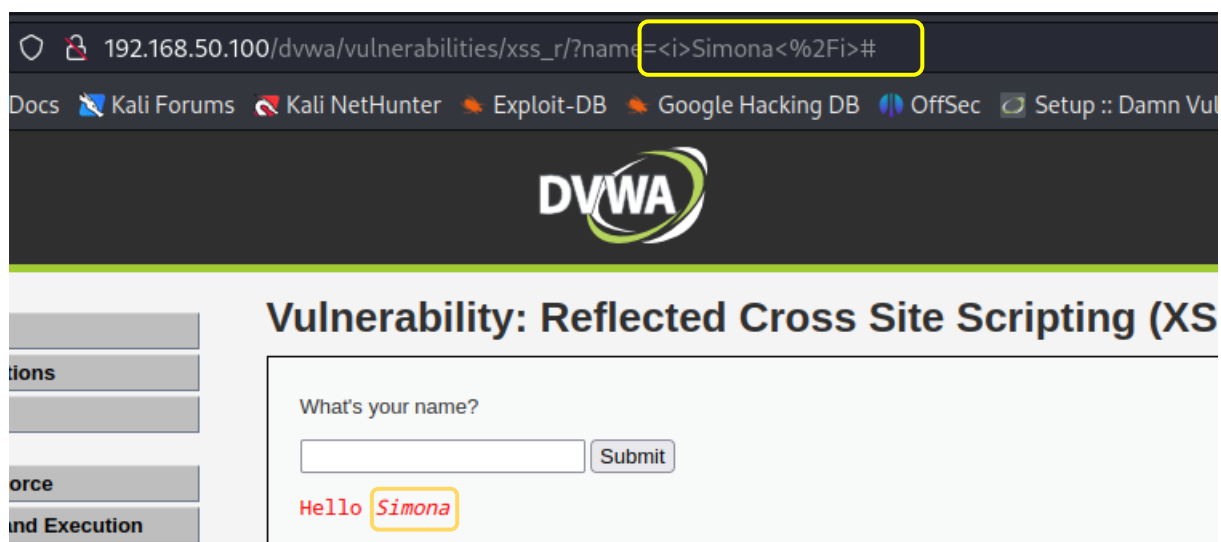 192.168.50.100/dvwa/vulnerabilities/xss_r/?name=<i>Simona<%2Fi>#
Docs Kali Forums Kali NetHunter Exploit-DB Google Hacking DB OffSec Setup :: Damn Vul
DVWA
Vulnerability: Reflected Cross Site Scripting (XS
tions
What's your name?
Submit
orce
Hello Simona
and Execution